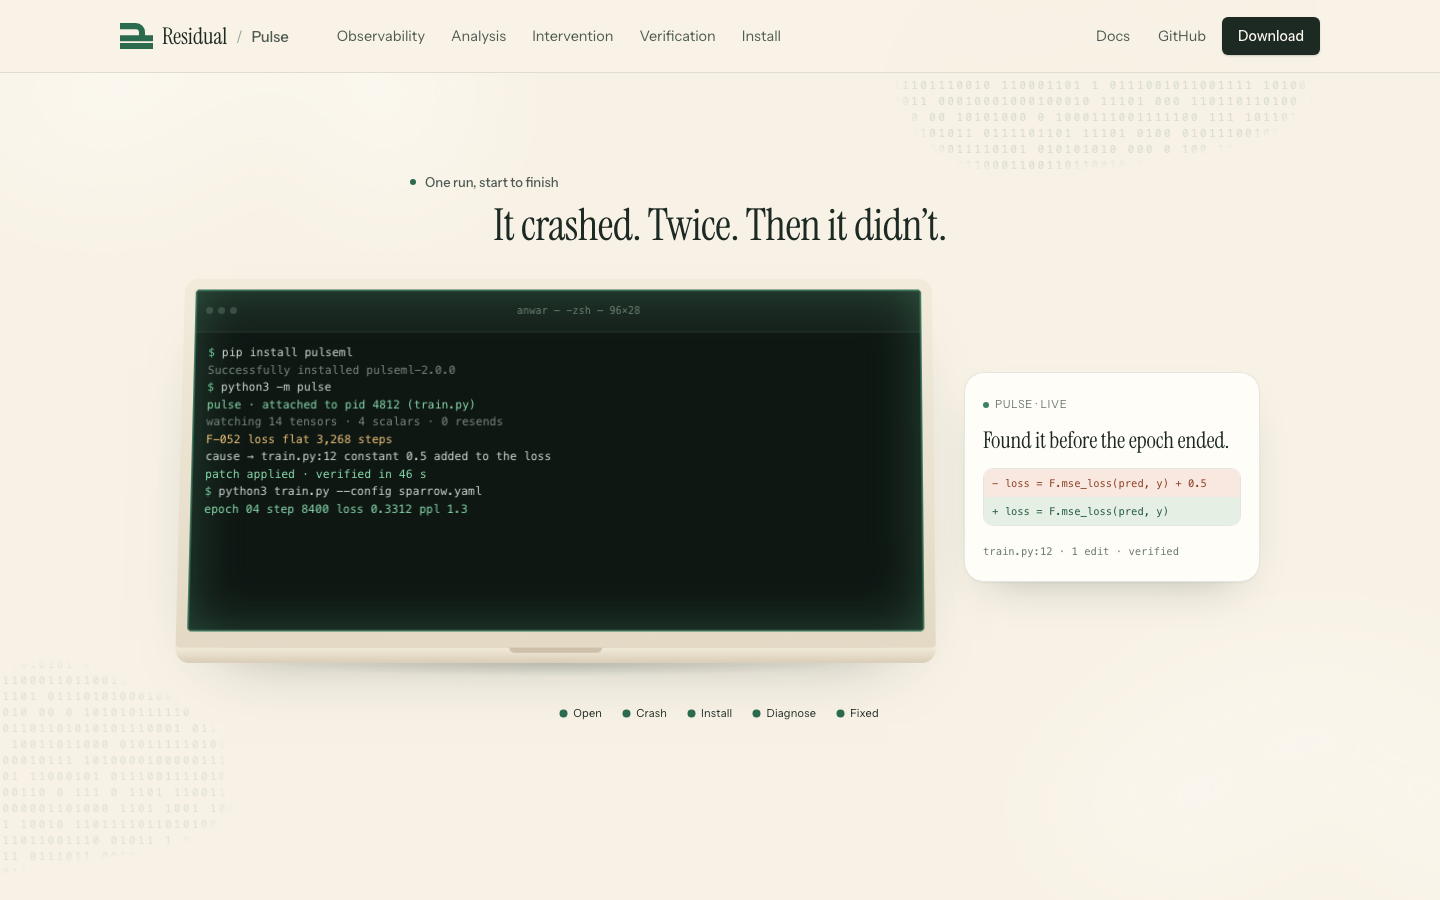 Residual / Pulse
Observability
Analysis
Intervention
Verification
Install
Docs
GitHub
Download
One run, start to finish
It crashed. Twice. Then it didn’t.
anwar — -zsh — 96×28
$ pip install pulseml
Successfully installed pulseml-2.0.0
$ python3 -m pulse
pulse · attached to pid 4812 (train.py)
watching 14 tensors · 4 scalars · 0 resends
F-052 loss flat 3,268 steps
cause → train.py:12 constant 0.5 added to the loss
patch applied · verified in 46 s
$ python3 train.py --config sparrow.yaml
epoch 04 step 8400 loss 0.3312 ppl 1.3
PULSE · LIVE
Found it before the epoch ended.
− loss = F.mse_loss(pred, y) + 0.5
+ loss = F.mse_loss(pred, y)
train.py:12 · 1 edit · verified
Open
Crash
Install
Diagnose
Fixed